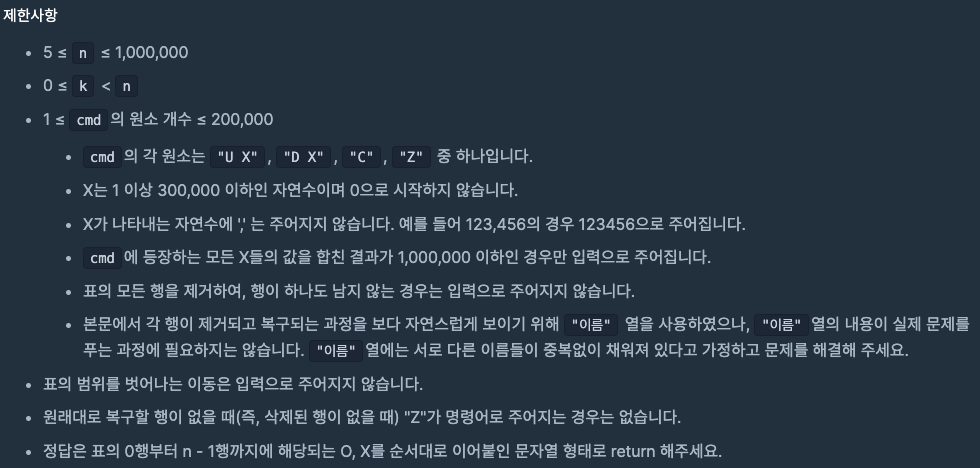 제한사항
• 5 ≤ n ≤ 1,000,000
• 0 ≤ k < n
• 1 ≤ cmd의 원소 개수 ≤ 200,000
• cmd의 각 원소는 "U X", "D X", "C", "Z" 중 하나입니다.
• X는 1 이상 300,000 이하인 자연수이며 0으로 시작하지 않습니다.
• X가 나타내는 자연수에 ',' 는 주어지지 않습니다. 예를 들어 123,456의 경우 123456으로 주어집니다.
• cmd에 등장하는 모든 X들의 값을 합친 결과가 1,000,000 이하인 경우만 입력으로 주어집니다.
• 표의 모든 행을 제거하여, 행이 하나도 남지 않는 경우는 입력으로 주어지지 않습니다.
• 본문에서 각 행이 제거되고 복구되는 과정을 보다 자연스럽게 보이기 위해 "이름" 열을 사용하였으나, "이름"열의 내용이 실제 문제를
푸는 과정에 필요하지는 않습니다. "이름"열에는 서로 다른 이름들이 중복없이 채워져 있다고 가정하고 문제를 해결해 주세요.
• 표의 범위를 벗어나는 이동은 입력으로 주어지지 않습니다.
• 원래대로 복구할 행이 없을 때(즉, 삭제된 행이 없을 때) "Z"가 명령어로 주어지는 경우는 없습니다.
• 정답은 표의 0행부터 n - 1행까지에 해당되는 O, X를 순서대로 이어붙인 문자열 형태로 return 해주세요.